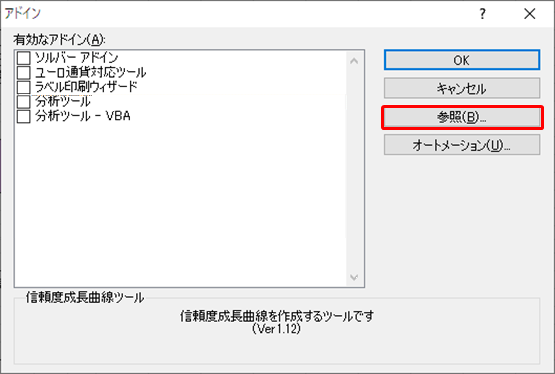 アドイン
?
有効なアドイン(A):
ソルバー アドイン
ユーロ通貨対応ツール
ラベル印刷ウィザード
分析ツール
分析ツール - VBA
OK
キャンセル
参照(B)...
オートメーション(U)...
信頼度成長曲線ツール
信頼度成長曲線を作成するツールです
(Ver1.12)